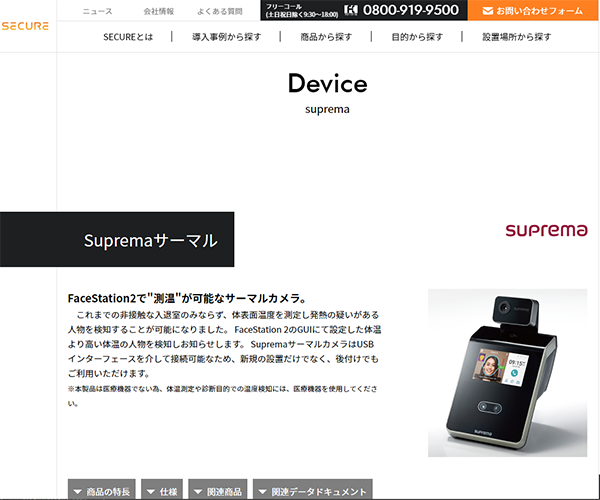 ニュース
会社情報
よくある質問
フリーコール
(土日祝日除く9:30〜18:00)
0800-919-9500
お問い合わせフォーム
SECURE
SECUREとは
導入事例から探す
商品から探す
目的から探す
設置場所から探す
Device
suprema
Supremaサーマル
suprema
FaceStation2で"測温"が可能なサーマルカメラ。
これまでの非接触な入退室のみならず、体表面温度を測定し発熱の疑いがある
人物を検知することが可能になりました。 FaceStation 2のGUIにて設定した体温
より高い体温の人物を検知しお知らせします。 SupremaサーマルカメラはUSB
インターフェースを介して接続可能なため、新規の設置だけでなく、後付けでも
ご利用いただけます。
※本製品は医療機器でない為、体温測定や診断目的での温度検知には、医療機器を使用してくださ
い。
09:15
suprema
商品の特長
仕様
関連商品
関連データドキュメント